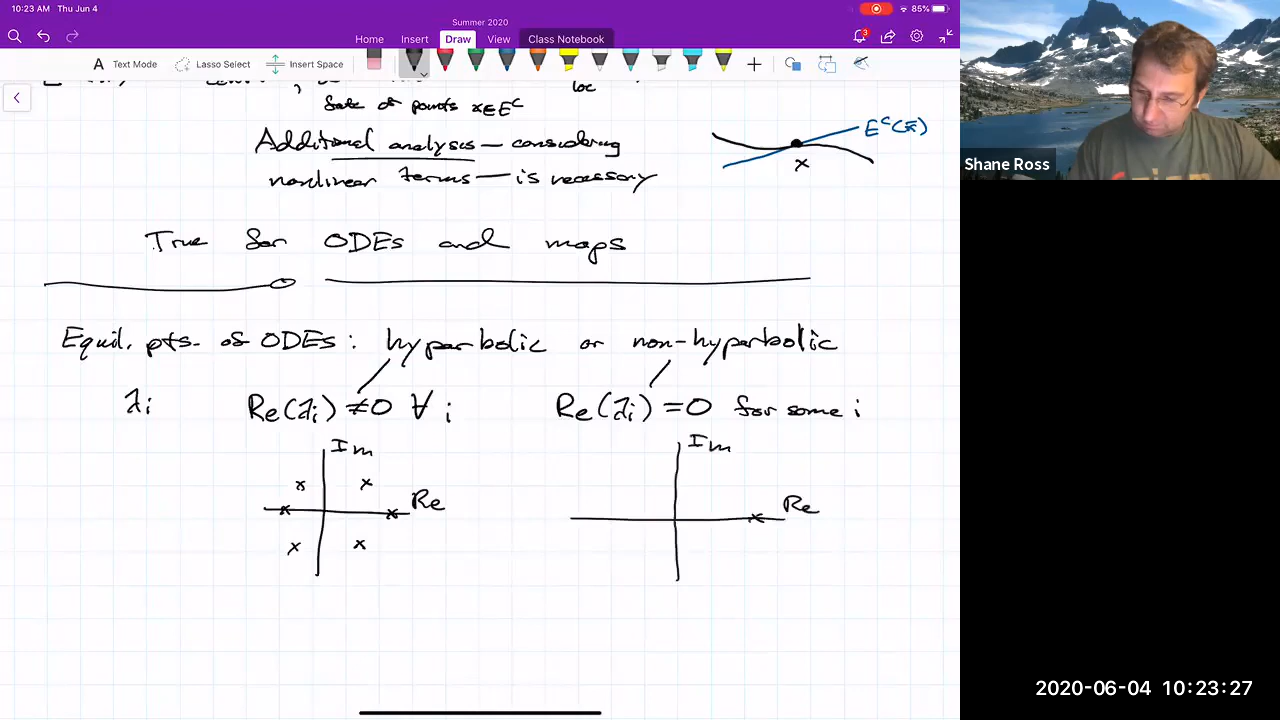 10:23 AM Thu Jun 4
85%
Summer 2020
Home Insert Draw View Class Notebook
3
Text Mode Lasso Select Insert Space
loc
Sate of points x∈E^c
Additional analysis — considering
nonlinear terms — is necessary
E^c(x̄)
x
True for ODEs and maps
Equil. pts. of ODEs: hyperbolic or non-hyperbolic
λi Re(λi) ≠0 ∀ i Re(λi) =0 for some i
Im Im
Re Re
Shane Ross
2020-06-04 10:23:27